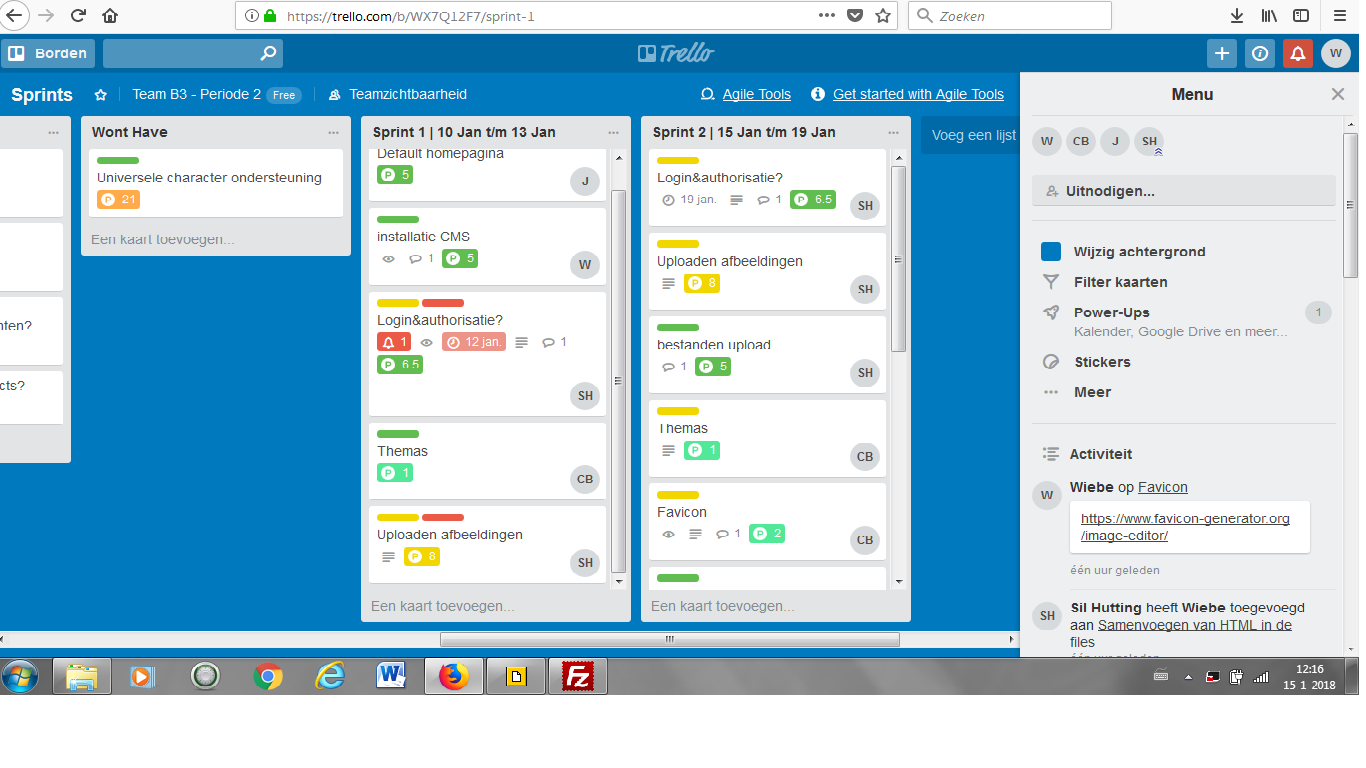 https://trello.com/b/WX7Q12F7/sprint-1
Zoeken
Borden
Trello
W
Sprints
Team B3 - Periode 2
Free
Teamzichtbaarheid
Agile Tools
Get started with Agile Tools
nten?
cts?
Wont Have
Universele character ondersteuning
P 21
Een kaart toevoegen...
Sprint 1 | 10 Jan t/m 13 Jan
Default homepagina
P 5
J
installatie CMS
1 P 5
W
Login&authorisatie?
1 12 jan. 1
P 6.5
SH
Themas
P 1
CB
Uploaden afbeeldingen
P 8
SH
Een kaart toevoegen...
Sprint 2 | 15 Jan t/m 19 Jan
Login&authorisatie?
19 jan. 1 P 6.5
SH
Uploaden afbeeldingen
P 8
SH
bestanden upload
1 P 5
SH
Themas
P 1
CB
Favicon
1 P 2
CB
Een kaart toevoegen...
Voeg een lijst
Menu
W CB J SH
Uitnodigen...
Wijzig achtergrond
Filter kaarten
Power-Ups
1
Kalender, Google Drive en meer...
Stickers
Meer
Activiteit
W
Wiebe op Favicon
https://www.favicon-generator.org
/image-editor/
één uur geleden
SH
Sil Hutting heeft Wiebe toegevoegd
aan Samenvoegen van HTML in de
files
één uur geleden
12:16
15 1 2018